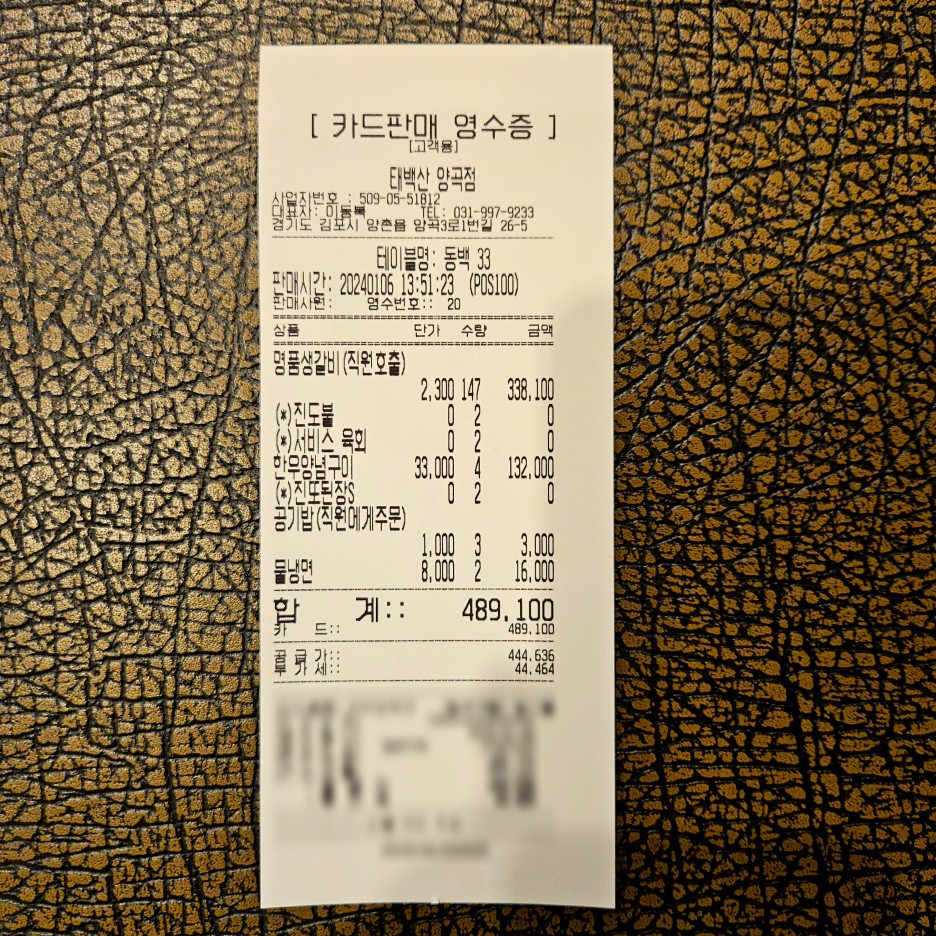 [ 카드판매 영수증 ]
[고객용]
태백산 양곡점
사업자번호 : 509-05-51812
대표자: 이동복 TEL: 031-997-9233
경기도 김포시 양촌읍 양곡3로1번길 26-5
테이블명: 동백 33
판매시간: 20240106 13:51:23 (POS100)
판매사원: 영수번호:: 20
상품 단가 수량 금액
명품생갈비(직원호출)
2,300 147 338,100
(*)진도불 0 2 0
(*)서비스 육회 0 2 0
한우양념구이 33,000 4 132,000
(*)진또된장S 0 2 0
공기밥(직원에게주문)
1,000 3 3,000
물냉면 8,000 2 16,000
합 계:: 489,100
카 드:: 489,100
공 급 가:: 444,636
부 가 세:: 44,464